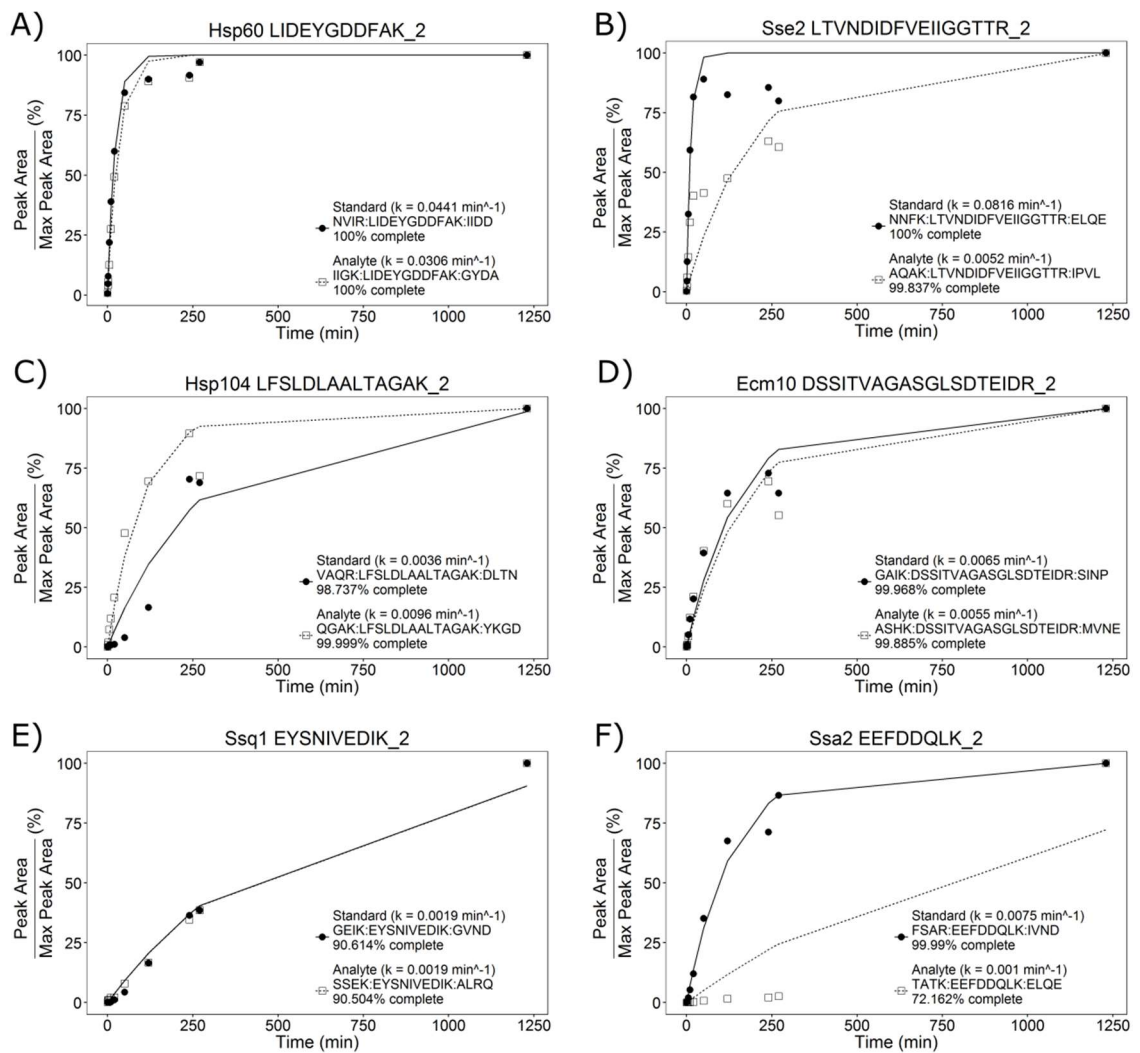 A)
Hsp60 LIDEYGDDFAK_2
Peak Area
Max Peak Area
(%)
100
75
50
25
0
Standard (k = 0.0441 min^-1)
NVIR:LIDEYGDDFAK:IIDD
100% complete
Analyte (k = 0.0306 min^-1)
IIGK:LIDEYGDDFAK:GYDA
100% complete
0 250 500 750 1000 1250
Time (min)
B)
Sse2 LTVNDIDFVEIIGGTTR_2
Peak Area
Max Peak Area
(%)
100
75
50
25
0
Standard (k = 0.0816 min^-1)
NNFK:LTVNDIDFVEIIGGTTR:ELQE
100% complete
Analyte (k = 0.0052 min^-1)
AQAK:LTVNDIDFVEIIGGTTR:IPVL
99.837% complete
0 250 500 750 1000 1250
Time (min)
C)
Hsp104 LFSLDLAALTAGAK_2
Peak Area
Max Peak Area
(%)
100
75
50
25
0
Standard (k = 0.0036 min^-1)
VAQR:LFSLDLAALTAGAK:DLTN
98.737% complete
Analyte (k = 0.0096 min^-1)
QGAK:LFSLDLAALTAGAK:YKGD
99.999% complete
0 250 500 750 1000 1250
Time (min)
D)
Ecm10 DSSITVAGASGLSDTEIDR_2
Peak Area
Max Peak Area
(%)
100
75
50
25
0
Standard (k = 0.0065 min^-1)
GAIK:DSSITVAGASGLSDTEIDR:SINP
99.968% complete
Analyte (k = 0.0055 min^-1)
ASHK:DSSITVAGASGLSDTEIDR:MVNE
99.885% complete
0 250 500 750 1000 1250
Time (min)
E)
Ssq1 EYSNIVEDIK_2
Peak Area
Max Peak Area
(%)
100
75
50
25
0
Standard (k = 0.0019 min^-1)
GEIK:EYSNIVEDIK:GVND
90.614% complete
Analyte (k = 0.0019 min^-1)
SSEK:EYSNIVEDIK:ALRQ
90.504% complete
0 250 500 750 1000 1250
Time (min)
F)
Ssa2 EEFDDQLK_2
Peak Area
Max Peak Area
(%)
100
75
50
25
0
Standard (k = 0.0075 min^-1)
FSAR:EEFDDQLK:IVND
99.99% complete
Analyte (k = 0.001 min^-1)
TATK:EEFDDQLK:ELQE
72.162% complete
0 250 500 750 1000 1250
Time (min)